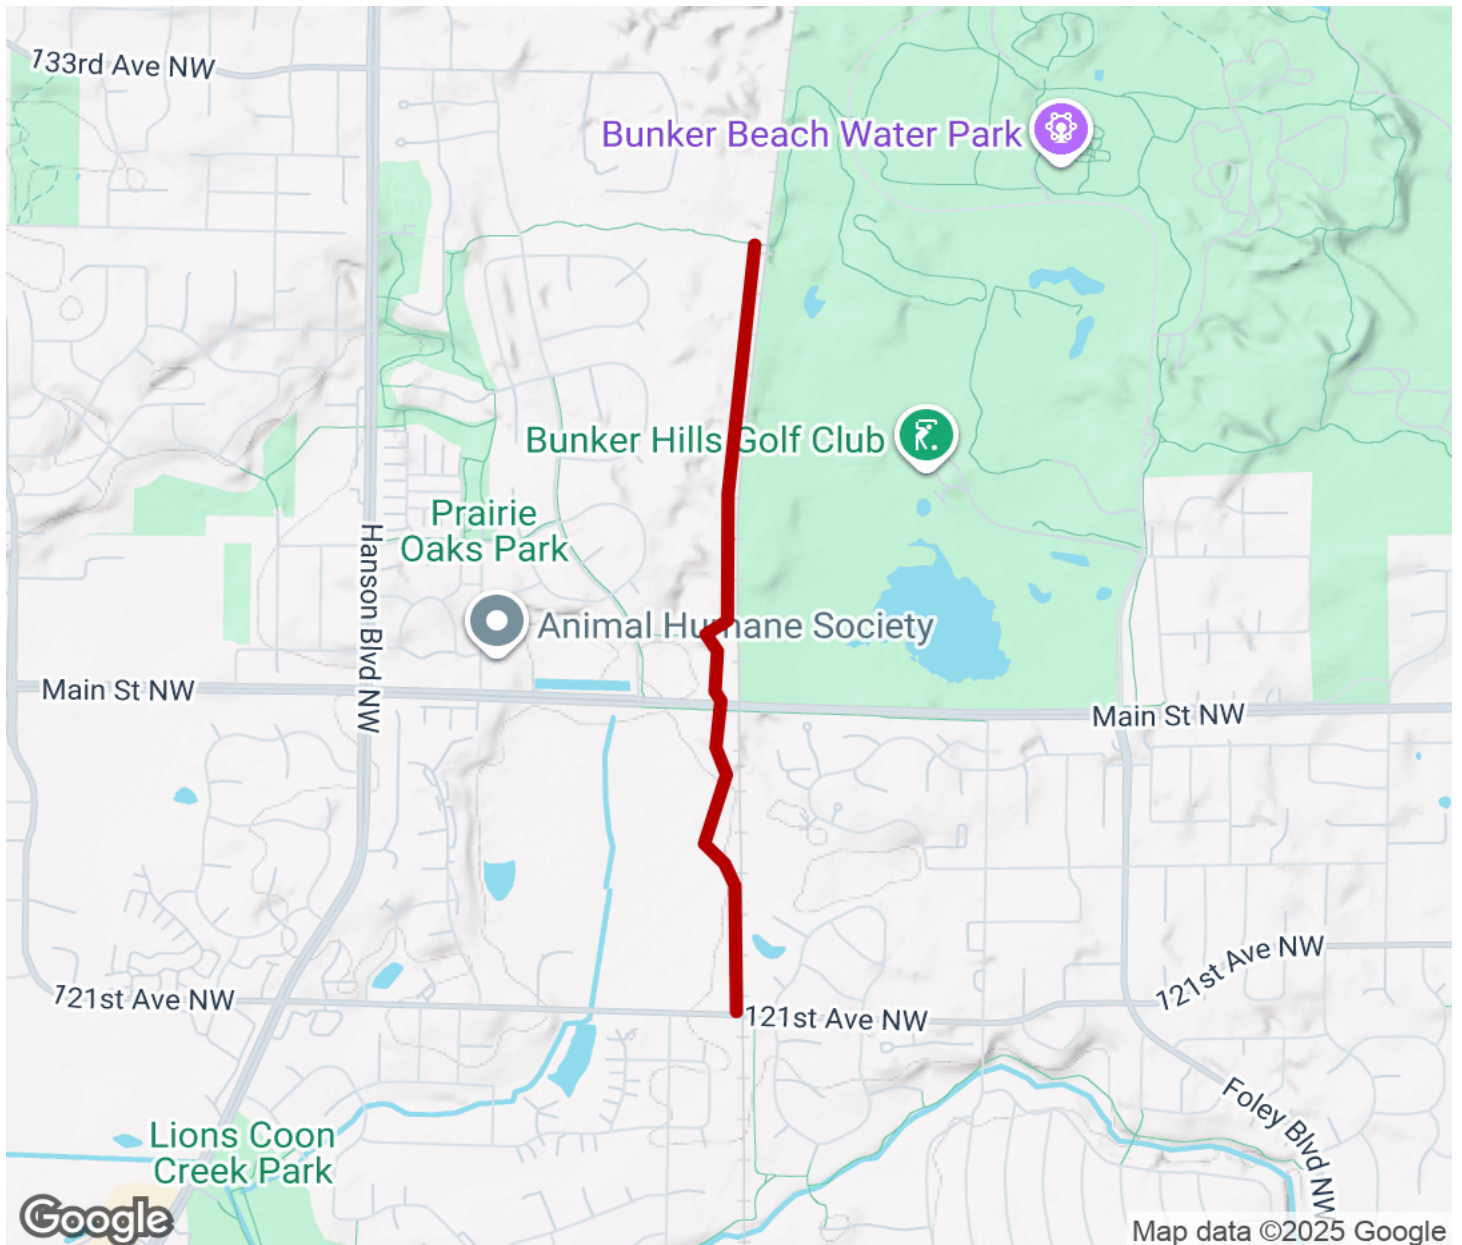 133rd Ave NW
Bunker Beach Water Park
Bunker Hills Golf Club
Prairie
Oaks Park
Hanson Blvd NW
Animal Humane Society
Main St NW
Main St NW
121st Ave NW
121st Ave NW
121st Ave NW
Foley Blvd NW
Lions Coon
Creek Park
Google
Map data ©2025 Google